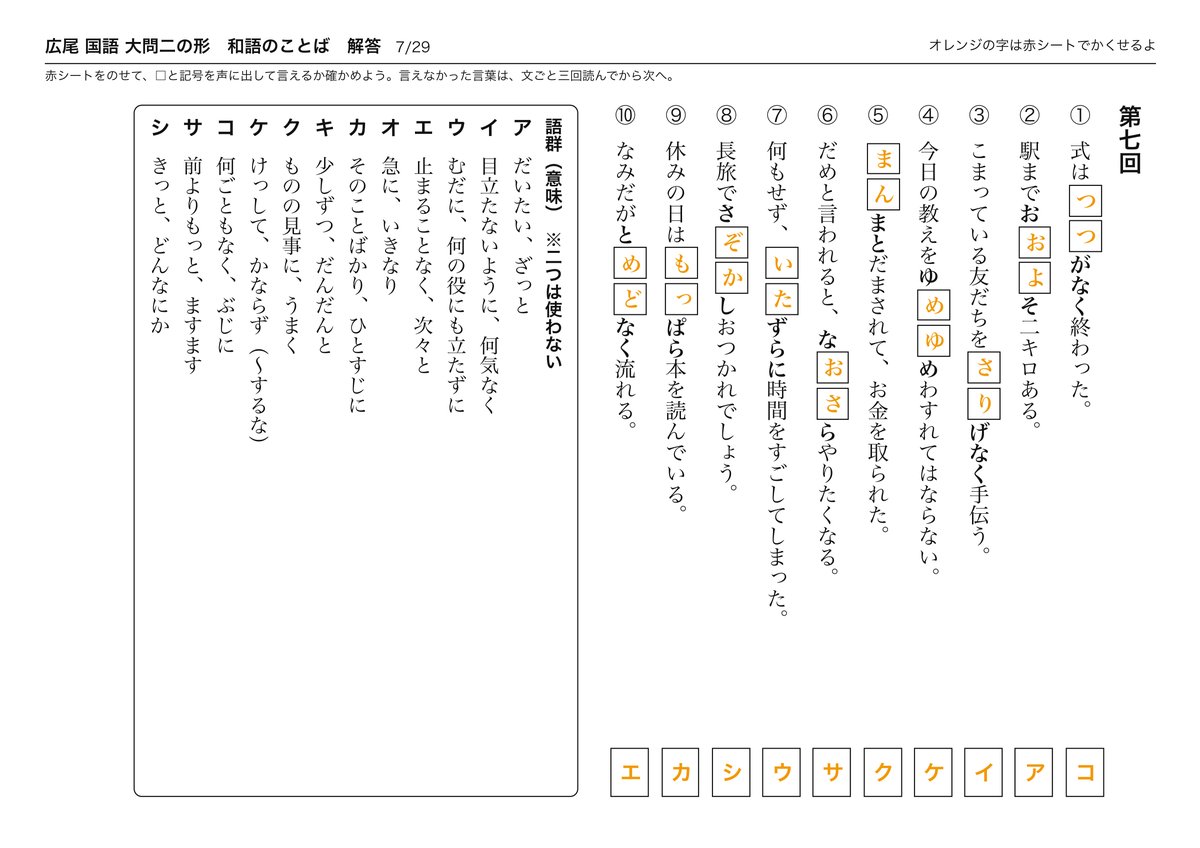 広尾 国語 大問二の形　和語のことば　解答 7/29
オレンジの字は赤シートでかくせるよ
赤シートをのせて、□と記号を声に出して言えるか確かめよう。言えなかった言葉は、文ごと三回読んでから次へ。
第七回
① 式はつつがなく終わった。 コ
② 駅までおおよそ二キロある。 ア
③ こまっている友だちをさりげなく手伝う。 イ
④ 今日の教えをゆめゆめわすれてはならない。 ケ
⑤ まんまとだまされて、お金を取られた。 ク
⑥ だめと言われると、なおさらやりたくなる。 サ
⑦ 何もせず、いたずらに時間をすごしてしまった。 ウ
⑧ 長旅でさぞかしおつかれでしょう。 シ
⑨ 休みの日はもっぱら本を読んでいる。 カ
⑩ なみだがとめどなく流れる。 エ
語群（意味）　※二つは使わない
ア　だいたい、ざっと
イ　目立たないように、何気なく
ウ　むだに、何の役にも立たずに
エ　止まることなく、次々と
オ　急に、いきなり
カ　そのことばかり、ひとすじに
キ　少しずつ、だんだんと
ク　ものの見事に、うまく
ケ　けっして、かならず（〜するな）
コ　何ごともなく、ぶじに
サ　前よりもっと、ますます
シ　きっと、どんなにか